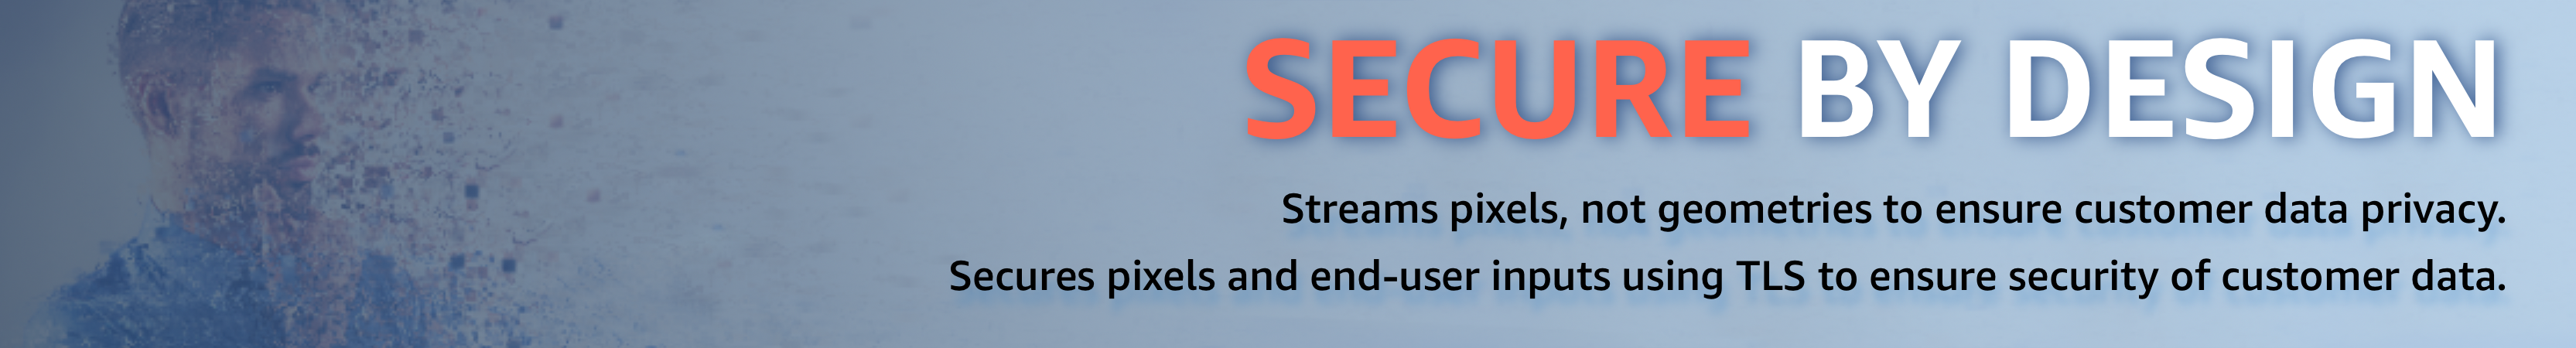 SECURE BY DESIGN
Streams pixels, not geometries to ensure customer data privacy.
Secures pixels and end-user inputs using TLS to ensure security of customer data.